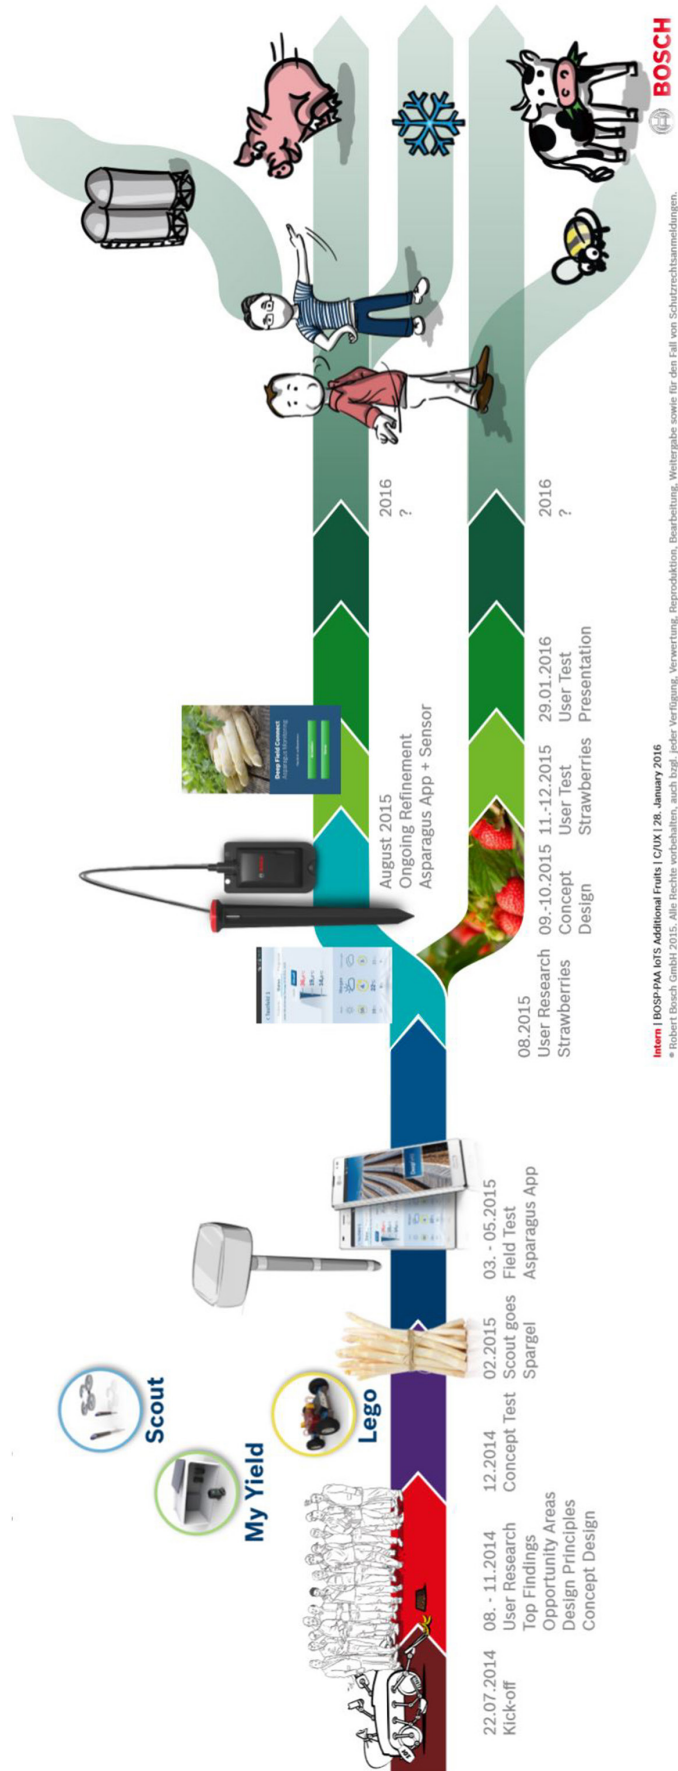 Scout
My Yield
Lego
22.07.2014
Kick-off
08. - 11.2014
User Research
Top Findings
Opportunity Areas
Design Principles
Concept Design
12.2014
Concept Test
02.2015
Scout goes
Spargel
03. - 05.2015
Field Test
Asparagus App
August 2015
Ongoing Refinement
Asparagus App + Sensor
2016
?
08.2015
User Research
Strawberries
09.-10.2015
Concept
Design
11.-12.2015
User Test
Strawberries
29.01.2016
User Test
Presentation
2016
?
Deep Field Connect
Asparagus Monitoring
BOSCH
Intern | BOSP-PAA IoTS Additional Fruits | C/UX | 28. January 2016
® Robert Bosch GmbH 2015. Alle Rechte vorbehalten, auch bzgl. jeder Verfügung, Verwertung, Reproduktion, Bearbeitung, Weitergabe sowie für den Fall von Schutzrechtsanmeldungen.